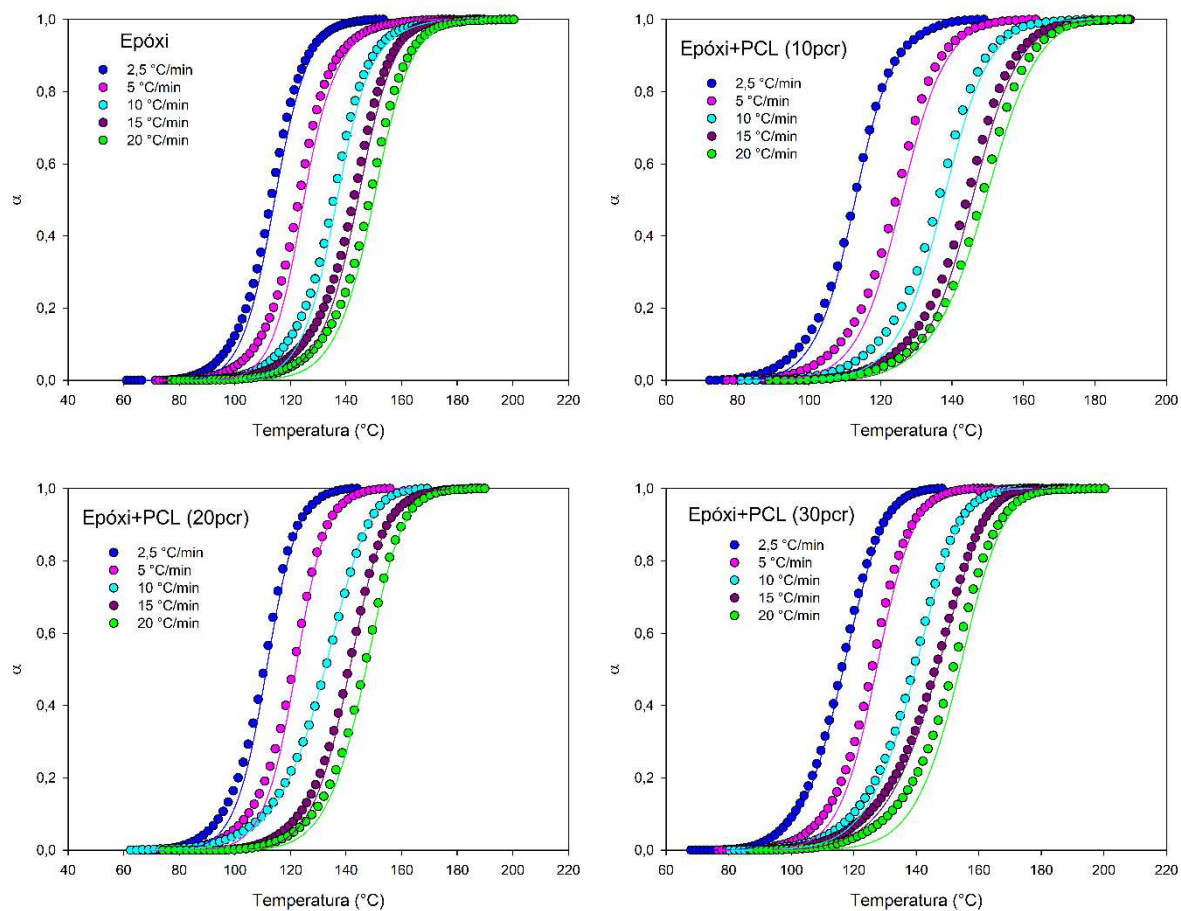 1,0
0,8
0,6
0,4
0,2
0,0
α
Epóxi
2,5 °C/min
5 °C/min
10 °C/min
15 °C/min
20 °C/min
40 60 80 100 120 140 160 180 200 220
Temperatura (°C)
1,0
0,8
0,6
0,4
0,2
0,0
α
Epóxi+PCL (10pcr)
2,5 °C/min
5 °C/min
10 °C/min
15 °C/min
20 °C/min
60 80 100 120 140 160 180 200
Temperatura (°C)
1,0
0,8
0,6
0,4
0,2
0,0
α
Epóxi+PCL (20pcr)
2,5 °C/min
5 °C/min
10 °C/min
15 °C/min
20 °C/min
40 60 80 100 120 140 160 180 200 220
Temperatura (°C)
1,0
0,8
0,6
0,4
0,2
0,0
α
Epóxi+PCL (30pcr)
2,5 °C/min
5 °C/min
10 °C/min
15 °C/min
20 °C/min
60 80 100 120 140 160 180 200 220
Temperatura (°C)